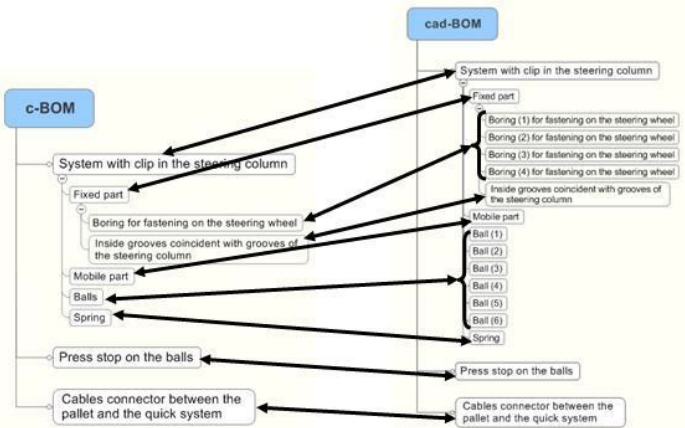 c-BOM
System with clip in the steering column
Fixed part
Boring for fastening on the steering wheel
Inside grooves coincident with grooves of
the steering column
Mobile part
Balls
Spring
Press stop on the balls
Cables connector between the
pallet and the quick system
cad-BOM
System with clip in the steering column
Fixed part
Boring (1) for fastening on the steering wheel
Boring (2) for fastening on the steering wheel
Boring (3) for fastening on the steering wheel
Boring (4) for fastening on the steering wheel
Inside grooves coincident with grooves of
the steering column
Mobile part
Ball (1)
Ball (2)
Ball (3)
Ball (4)
Ball (5)
Ball (6)
Spring
Press stop on the balls
Cables connector between the
pallet and the quick system